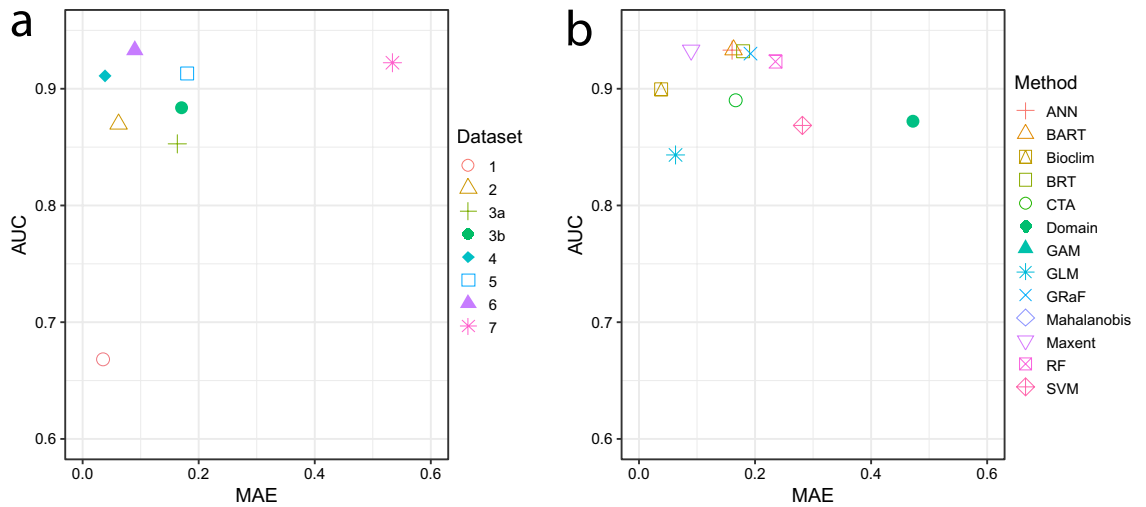 a
AUC
0.9
0.8
0.7
0.6
0.0 0.2 0.4 0.6
MAE
Dataset
1
2
3a
3b
4
5
6
7
b
AUC
0.9
0.8
0.7
0.6
0.0 0.2 0.4 0.6
MAE
Method
ANN
BART
Bioclim
BRT
CTA
Domain
GAM
GLM
GRaF
Mahalanobis
Maxent
RF
SVM